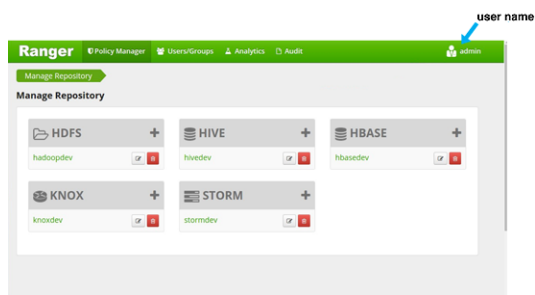 user name
Ranger Policy Manager Users/Groups Analytics Audit admin
Manage Repository
Manage Repository
HDFS + HIVE + HBASE +
hadoopdev hivedev hbasedev
KNOX + STORM +
knoxdev stormdev